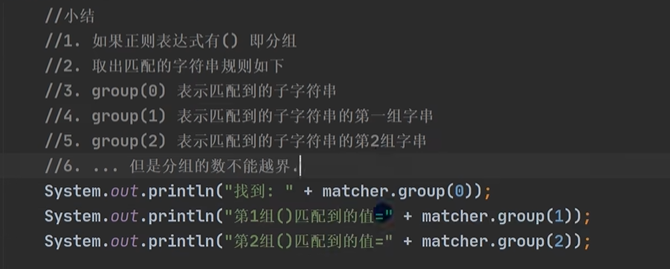 //小结
//1. 如果正则表达式有() 即分组
//2. 取出匹配的字符串规则如下
//3. group(0) 表示匹配到的子字符串
//4. group(1) 表示匹配到的子字符串的第一组字串
//5. group(2) 表示匹配到的子字符串的第2组字串
//6. ... 但是分组的数不能越界.
System.out.println("找到: " + matcher.group(0));
System.out.println("第1组()匹配到的值=" + matcher.group(1));
System.out.println("第2组()匹配到的值=" + matcher.group(2));